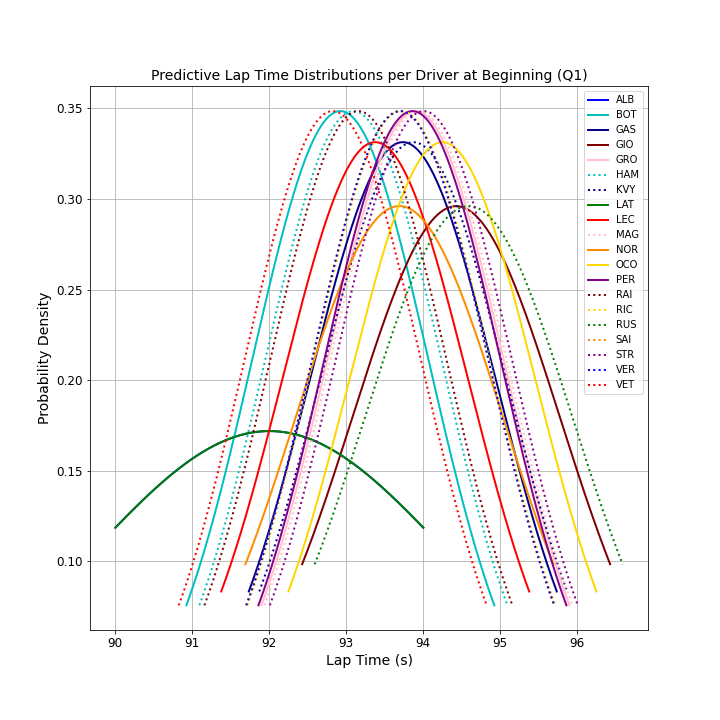 Predictive Lap Time Distributions per Driver at Beginning (Q1)
Probability Density
0.35
0.30
0.25
0.20
0.15
0.10
90 91 92 93 94 95 96
Lap Time (s)
ALB
BOT
GAS
GIO
GRO
HAM
KVY
LAT
LEC
MAG
NOR
OCO
PER
RAI
RIC
RUS
SAI
STR
VER
VET